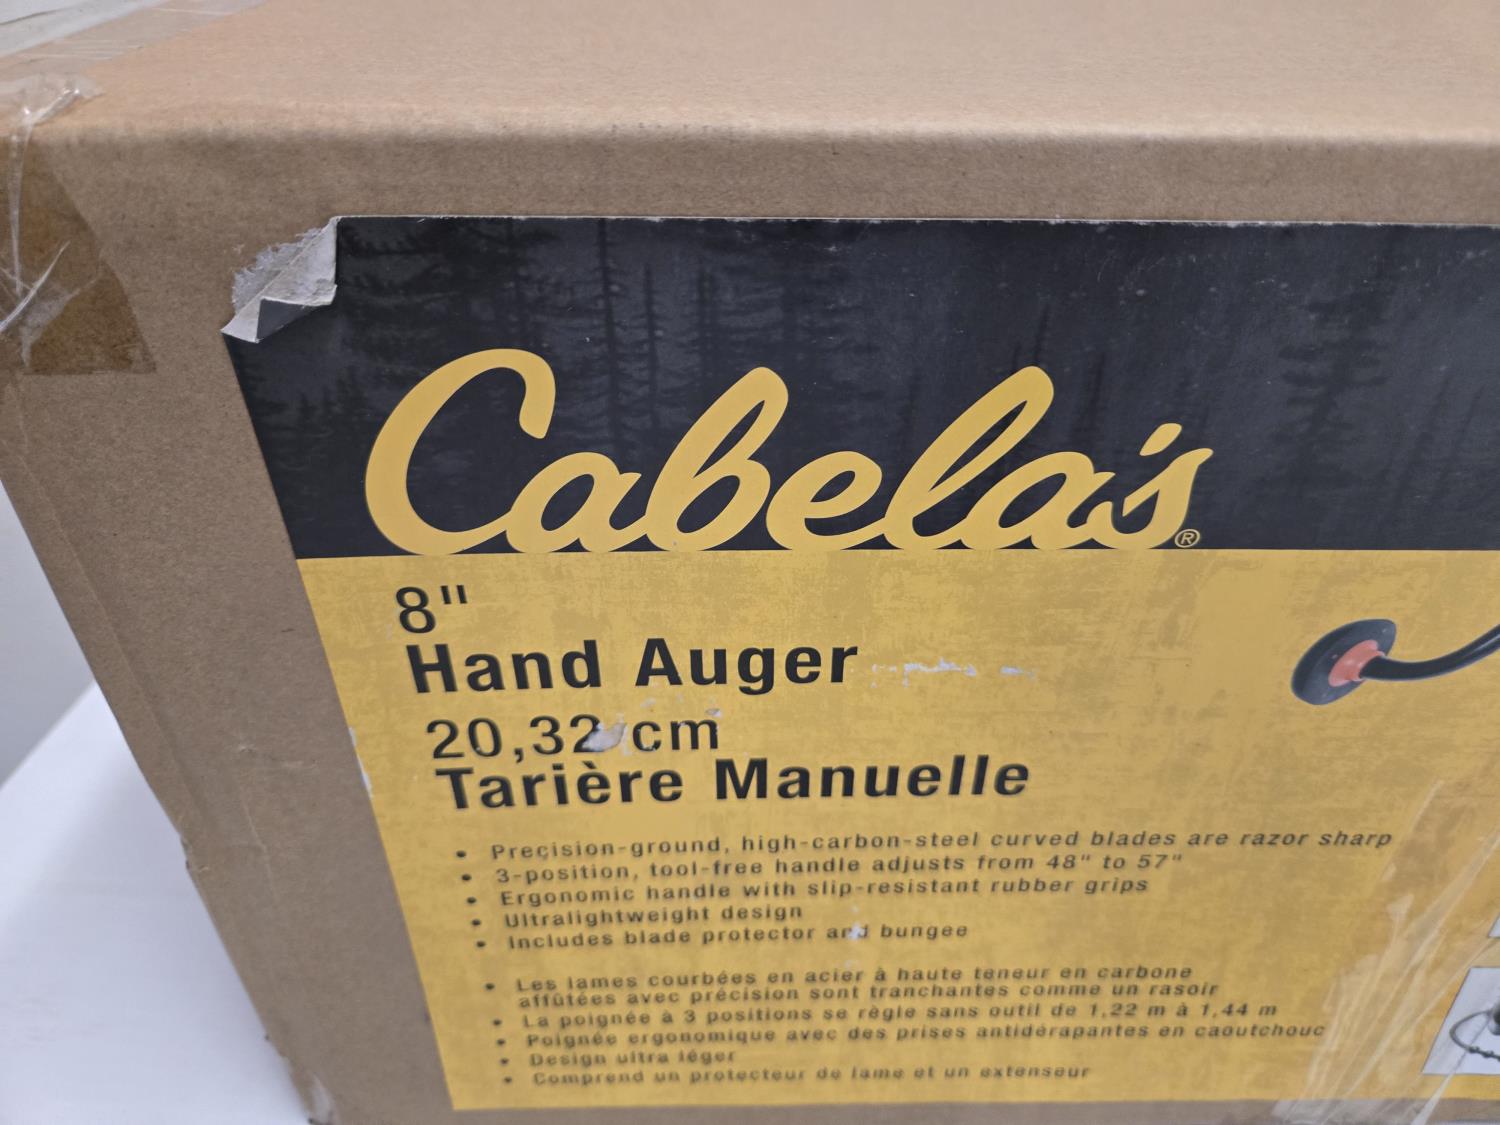 Cabela's®
8"
Hand Auger
20,32 cm
Tarière Manuelle
• Precision-ground, high-carbon-steel curved blades are razor sharp
• 3-position, tool-free handle adjusts from 48" to 57"
• Ergonomic handle with slip-resistant rubber grips
• Ultralightweight design
• Includes blade protector and bungee
• Les lames courbées en acier à haute teneur en carbone
affûtées avec précision sont tranchantes comme un rasoir
• La poignée à 3 positions se règle sans outil de 1,22 m à 1,44 m
• Poignée ergonomique avec des prises antidérapantes en caoutchouc
• Design ultra léger
• Comprend un protecteur de lame et un extenseur